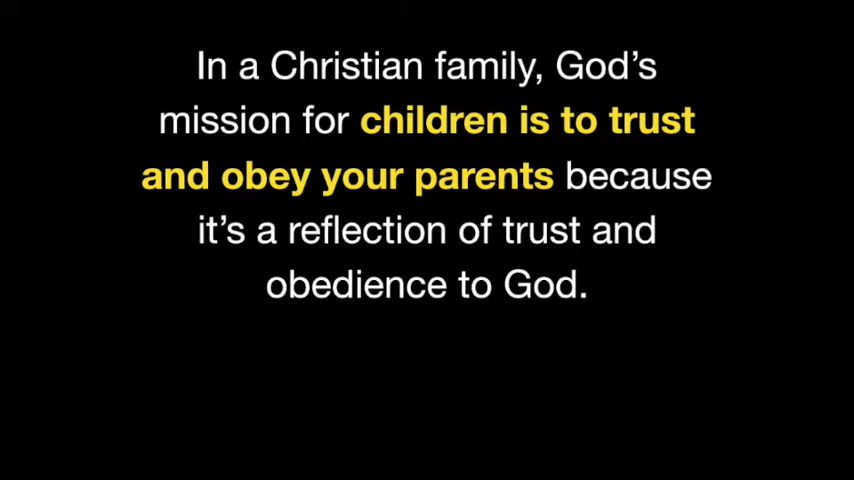 In a Christian family, God’s
mission for children is to trust
and obey your parents because
it’s a reflection of trust and
obedience to God.